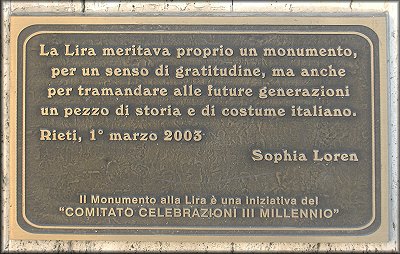 La Lira meritava proprio un monumento,
per un senso di gratitudine, ma anche
per tramandare alle future generazioni
un pezzo di storia e di costume italiano.
Rieti, 1° marzo 2003
Sophia Loren
Il Monumento alla Lira è una iniziativa del
"COMITATO CELEBRAZIONI III MILLENNIO"